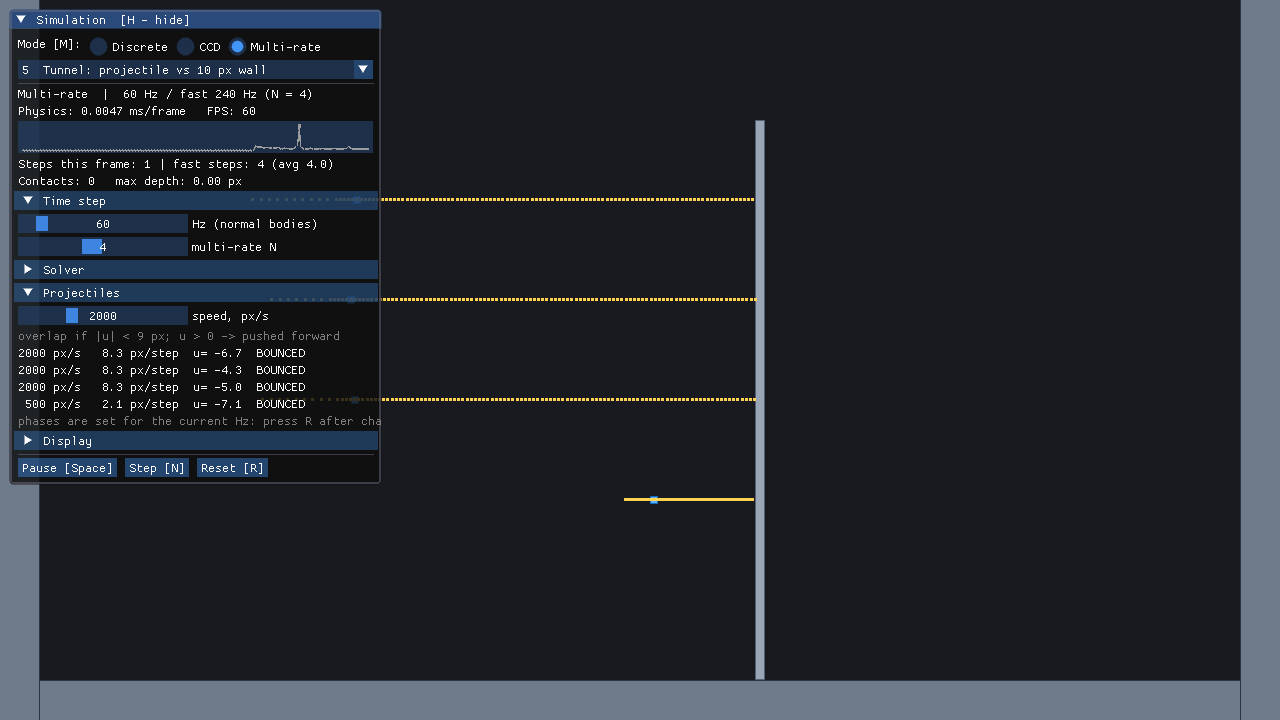 Simulation  [H - hide]
Mode [M]:  Discrete  CCD  Multi-rate
5  Tunnel: projectile vs 10 px wall
Multi-rate  |  60 Hz / fast 240 Hz (N = 4)
Physics: 0.0047 ms/frame   FPS: 60
Steps this frame: 1 | fast steps: 4 (avg 4.0)
Contacts: 0   max depth: 0.00 px
Time step
60  Hz (normal bodies)
4  multi-rate N
Solver
Projectiles
2000  speed, px/s
overlap if |u| < 9 px; u > 0 -> pushed forward
2000 px/s   8.3 px/step  u= -6.7  BOUNCED
2000 px/s   8.3 px/step  u= -4.3  BOUNCED
2000 px/s   8.3 px/step  u= -5.0  BOUNCED
500 px/s   2.1 px/step  u= -7.1  BOUNCED
phases are set for the current Hz: press R after cha
Display
Pause [Space]  Step [N]  Reset [R]